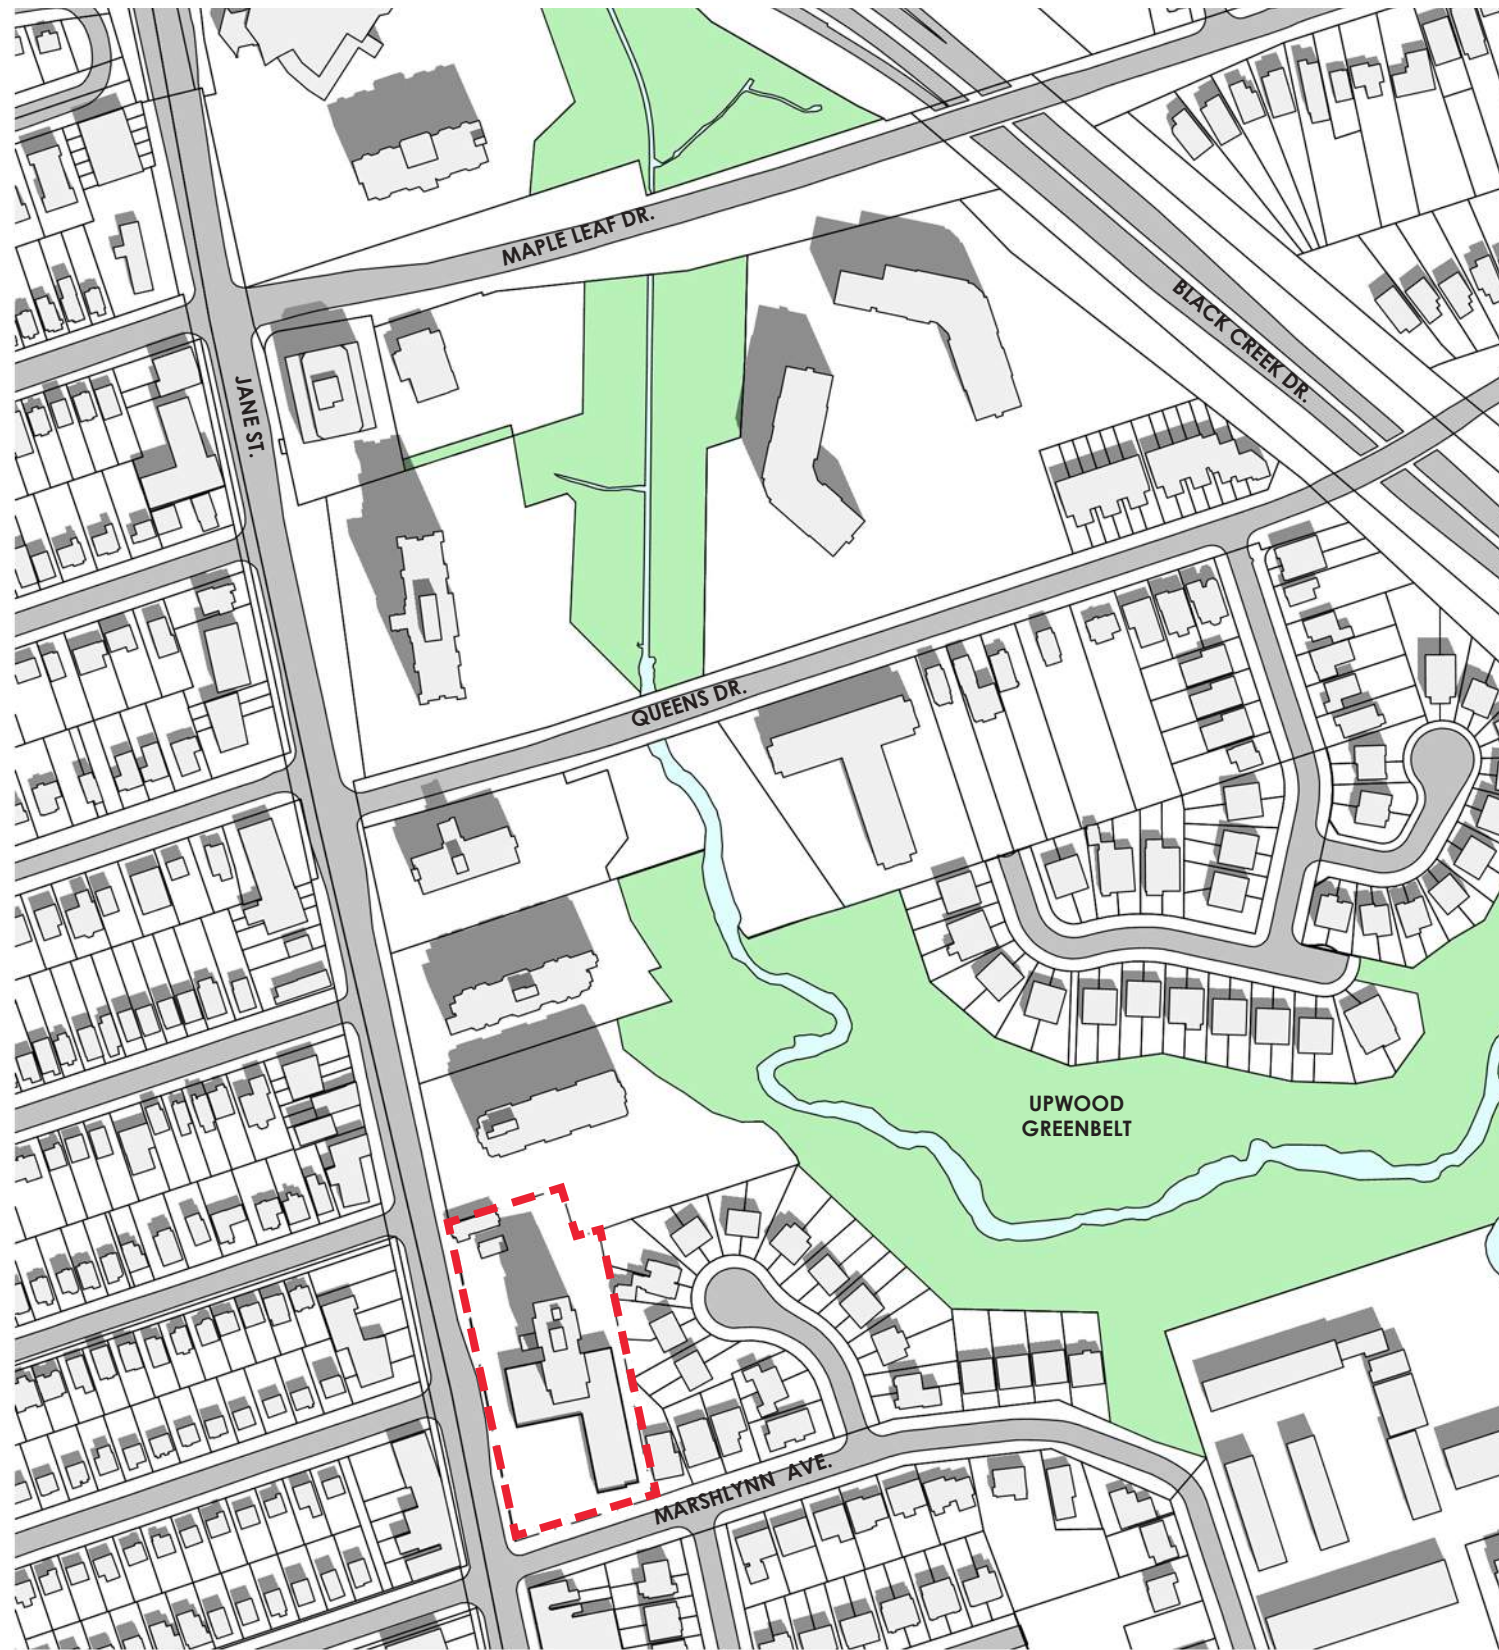 MAPLE LEAF DR.
BLACK CREEK DR.
JANE ST.
QUEENS DR.
UPWOOD
GREENBELT
MARSHLYNN AVE.